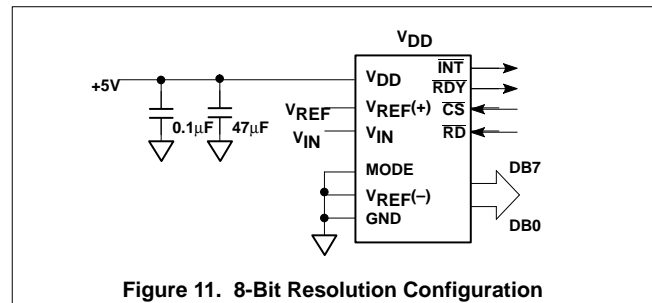 VDD
+5V
0.1μF
47μF
VREF
VIN
VDD
VREF(+)
VIN
MODE
VREF(–)
GND
INT
RDY
CS
RD
DB7
DB0
Figure 11. 8-Bit Resolution Configuration